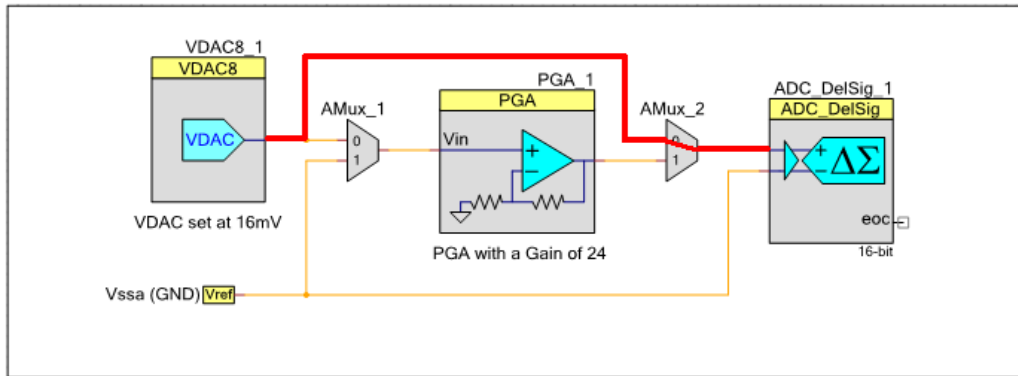 VDAC8_1
VDAC8
VDAC
VDAC set at 16mV
AMux_1
0
1
PGA_1
PGA
Vin
+
−
PGA with a Gain of 24
AMux_2
0
1
ADC_DelSig_1
ADC_DelSig
+
−
ΔΣ
eoc
16-bit
Vssa (GND) Vref